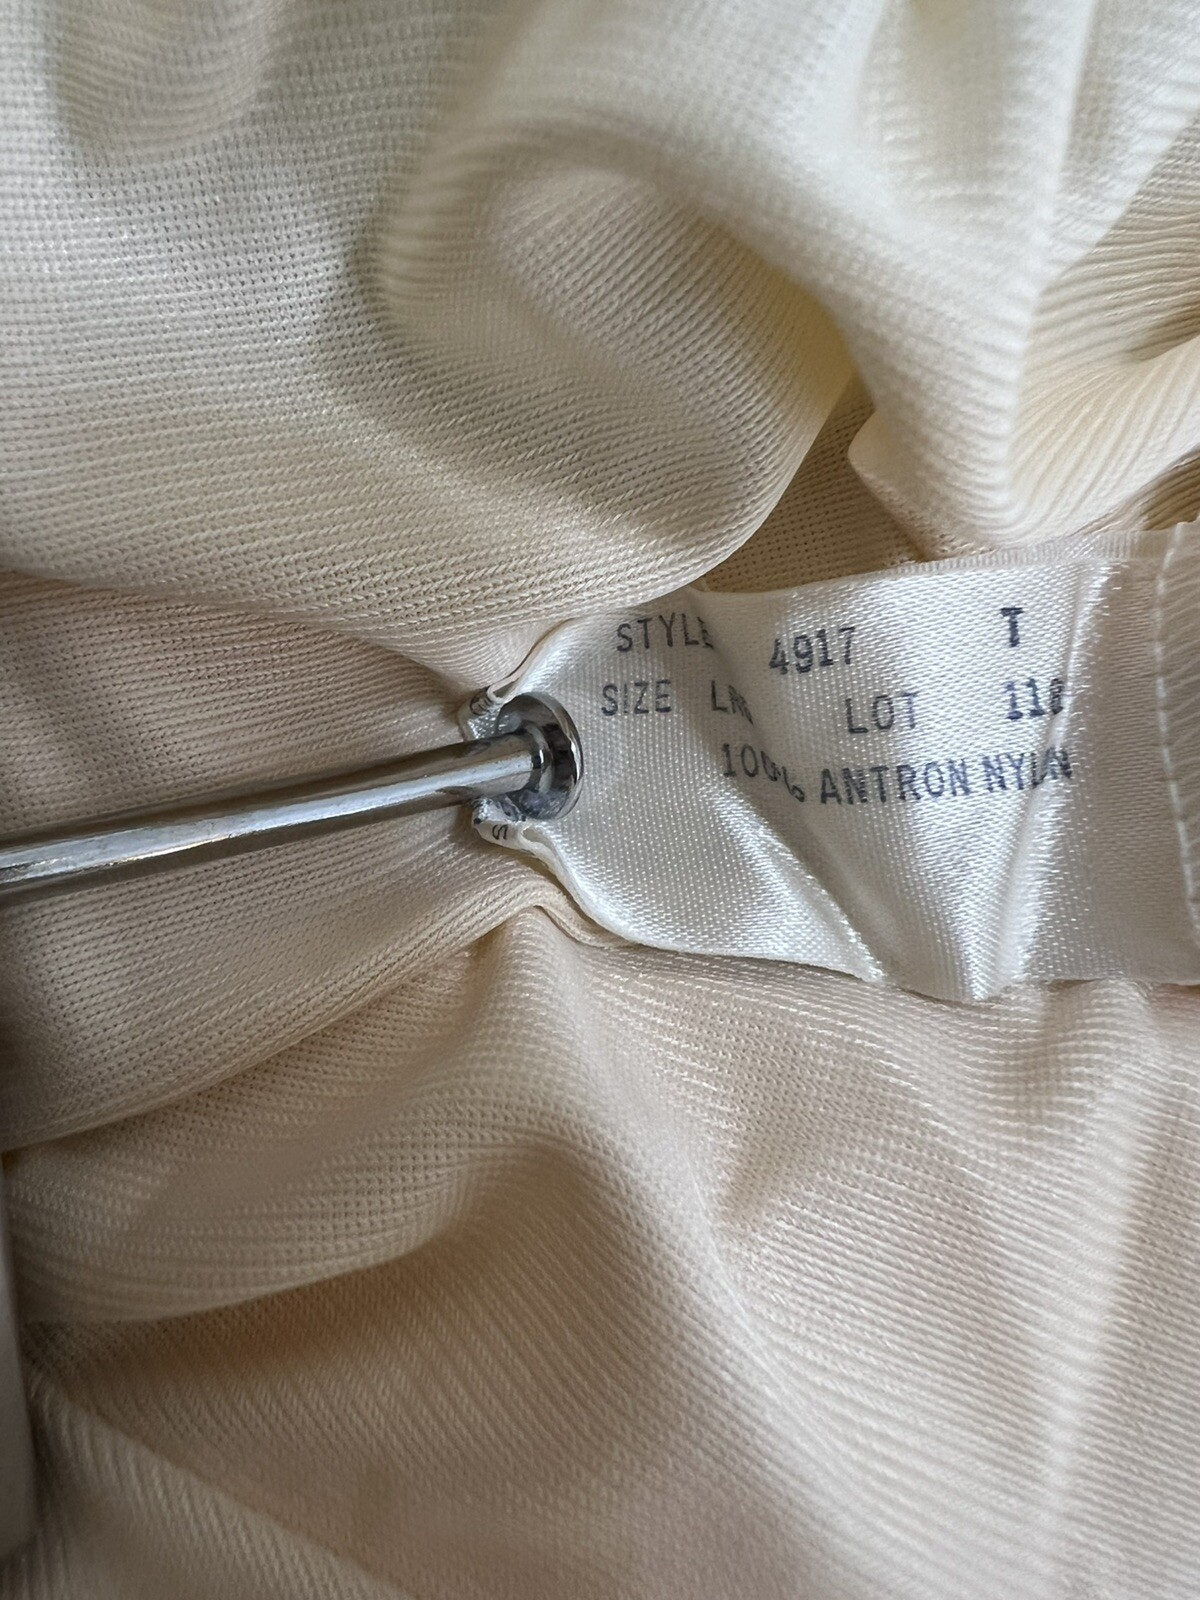 STYLE 4917 T
SIZE LOT
100% ANTRON NYLON